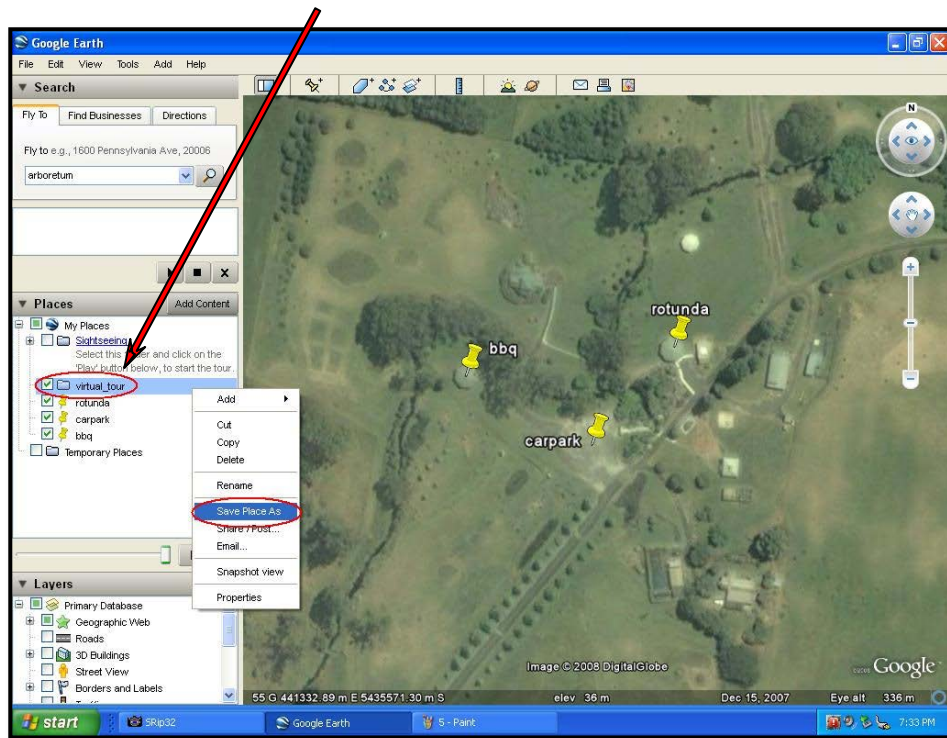 Google Earth
File Edit View Tools Add Help
Search
Fly To Find Businesses Directions
Fly to e.g., 1600 Pennsylvania Ave, 20006
arboretum
Places Add Content
My Places
Sightseeing
Select this folder and click on the
'Play' button below, to start the tour.
virtual_tour
rotunda
carpark
bbq
Temporary Places
Add
Cut
Copy
Delete
Rename
Save Place As
Share / Post...
Email...
Snapshot view
Properties
Layers
Primary Database
Geographic Web
Roads
3D Buildings
Street View
Borders and Labels
N
rotunda
bbq
carpark
Image © 2008 DigitalGlobe
Google
55 G 441332.89 m E 5435571.30 m S elev 36 m Dec 15, 2007 Eye alt 336 m
start SRip32 Google Earth 5 - Paint 7:33 PM